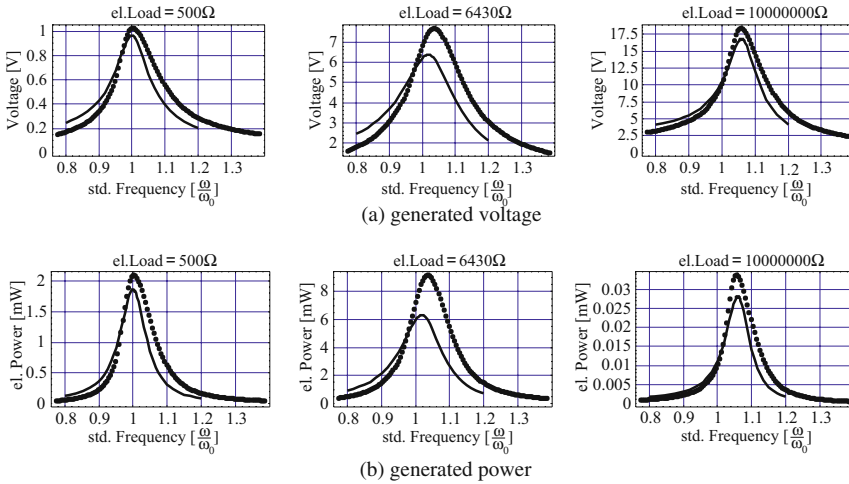 el.Load = 500Ω
el.Load = 6430Ω
el.Load = 10000000Ω
Voltage [V]
1
0.8
0.6
0.4
0.2
0
0.8 0.9 1 1.1 1.2 1.3
std. Frequency [ω/ω0]
Voltage [V]
7
6
5
4
3
2
0.8 0.9 1 1.1 1.2 1.3
std. Frequency [ω/ω0]
Voltage [V]
17.5
15
12.5
10
7.5
5
2.5
0
0.8 0.9 1 1.1 1.2 1.3
std. Frequency [ω/ω0]
(a) generated voltage
el.Load = 500Ω
el.Load = 6430Ω
el.Load = 10000000Ω
el. Power [mW]
2
1.5
1
0.5
0
0.8 0.9 1 1.1 1.2 1.3
std. Frequency [ω/ω0]
el. Power [mW]
8
6
4
2
0
0.8 0.9 1 1.1 1.2 1.3
std. Frequency [ω/ω0]
el. Power [mW]
0.03
0.025
0.02
0.015
0.01
0.005
0
0.8 0.9 1 1.1 1.2 1.3
std. Frequency [ω/ω0]
(b) generated power